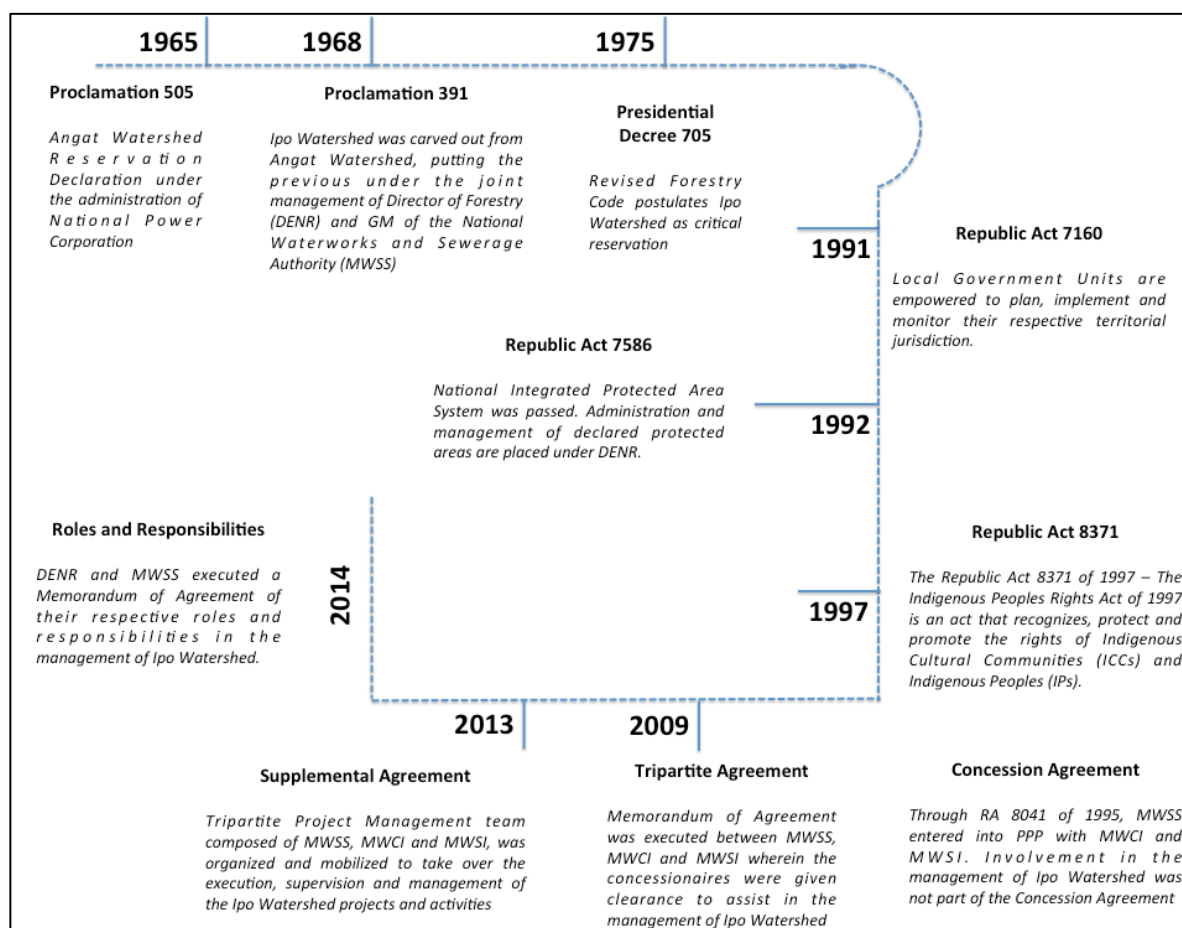 1965
1968
1975
Proclamation 505
Angat Watershed
Reservation
Declaration under
the administration of
National Power
Corporation
Proclamation 391
Ipo Watershed was carved out from
Angat Watershed, putting the
previous under the joint
management of Director of Forestry
(DENR) and GM of the National
Waterworks and Sewerage
Authority (MWSS)
Presidential
Decree 705
Revised Forestry
Code postulates Ipo
Watershed as critical
reservation
1991
Republic Act 7160
Local Government Units are
empowered to plan, implement and
monitor their respective territorial
jurisdiction.
Republic Act 7586
National Integrated Protected Area
System was passed. Administration and
management of declared protected
areas are placed under DENR.
1992
Roles and Responsibilities
DENR and MWSS executed a
Memorandum of Agreement of
their respective roles and
responsibilities in the
management of Ipo Watershed.
2014
1997
Republic Act 8371
The Republic Act 8371 of 1997 – The
Indigenous Peoples Rights Act of 1997
is an act that recognizes, protect and
promote the rights of Indigenous
Cultural Communities (ICCs) and
Indigenous Peoples (IPs).
2013
2009
Supplemental Agreement
Tripartite Project Management team
composed of MWSS, MWCI and MWSI, was
organized and mobilized to take over the
execution, supervision and management of
the Ipo Watershed projects and activities
Tripartite Agreement
Memorandum of Agreement
was executed between MWSS,
MWCI and MWSI wherein the
concessionaires were given
clearance to assist in the
management of Ipo Watershed
Concession Agreement
Through RA 8041 of 1995, MWSS
entered into PPP with MWCI and
MWSI. Involvement in the
management of Ipo Watershed was
not part of the Concession Agreement